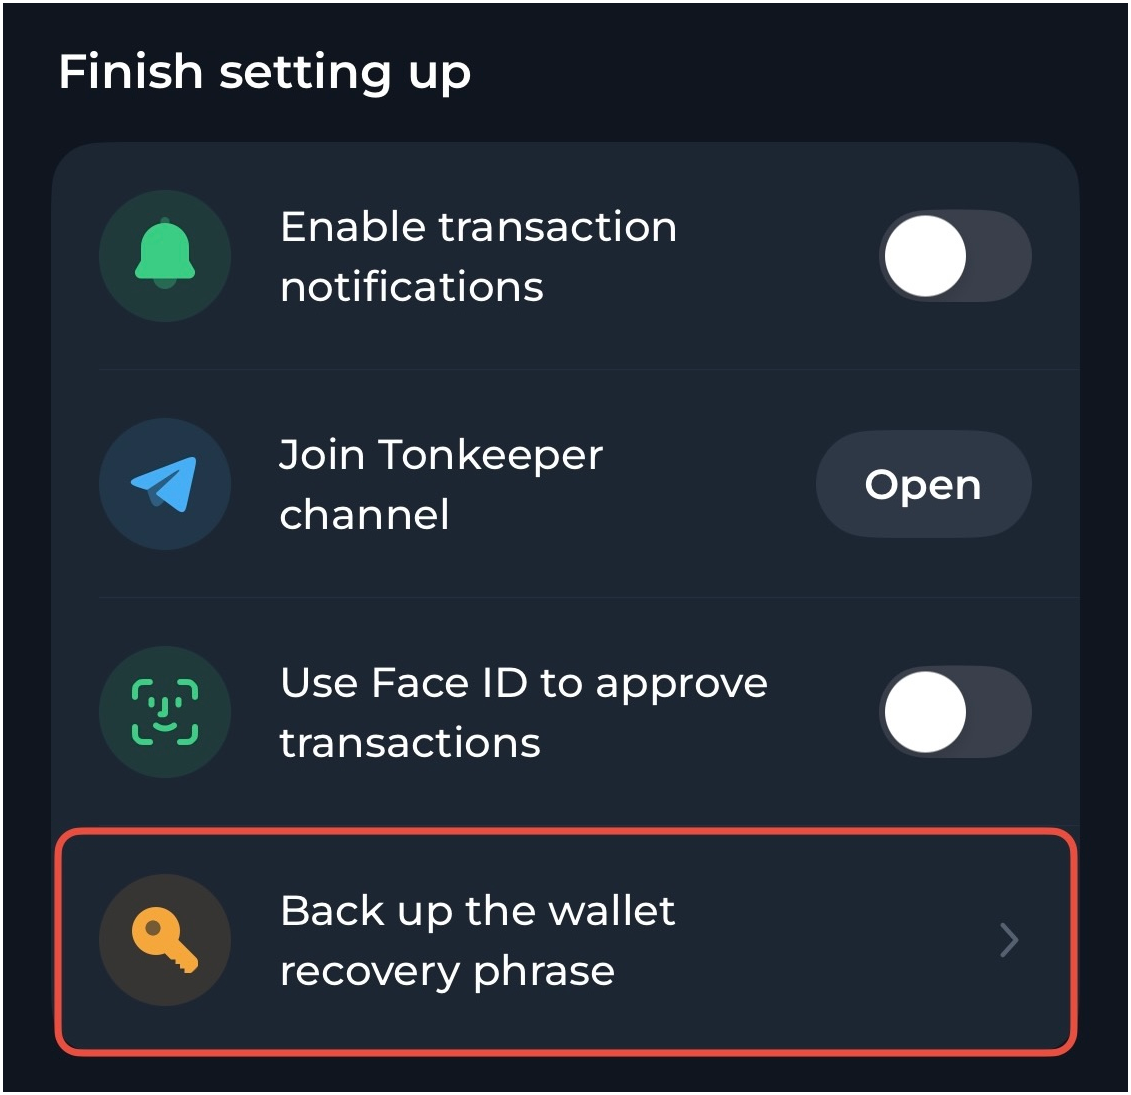 Finish setting up
Enable transaction
notifications
Join Tonkeeper
channel
Open
Use Face ID to approve
transactions
Back up the wallet
recovery phrase